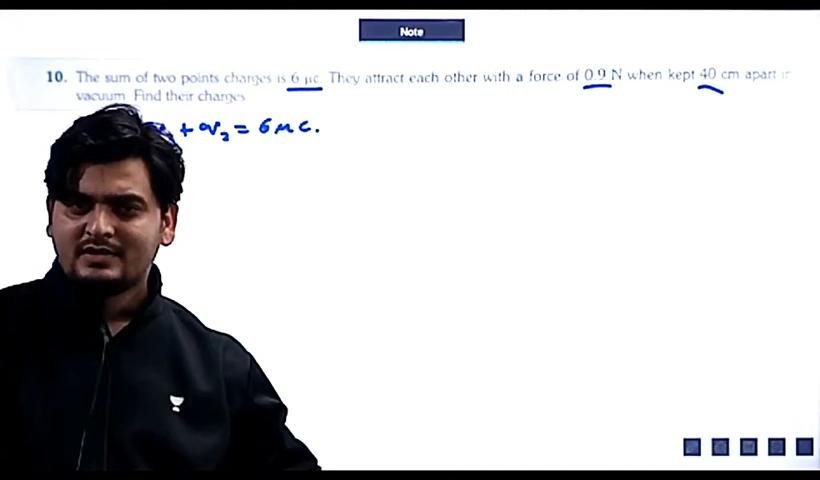 Note
10. The sum of two points charges is 6 μc. They attract each other with a force of 0.9 N when kept 40 cm apart in
vacuum. Find their charges
+ q₂ = 6 μ c.